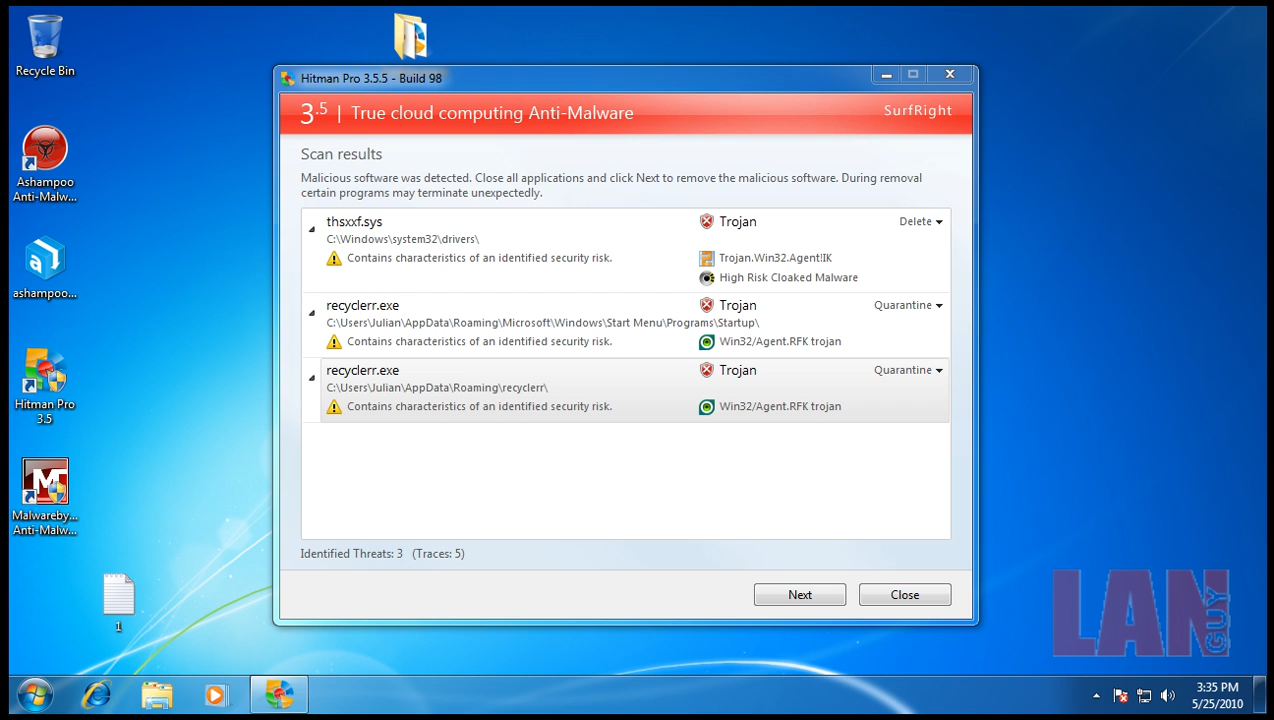 Recycle Bin
Ashampoo
Anti-Malw...
ashampoo...
Hitman Pro
3.5
Malwareby...
Anti-Malw...
1
Hitman Pro 3.5.5 - Build 98
3.5 | True cloud computing Anti-Malware
SurfRight
Scan results
Malicious software was detected. Close all applications and click Next to remove the malicious software. During removal
certain programs may terminate unexpectedly.
thsxxf.sys Trojan Delete
C:\Windows\system32\drivers\
Contains characteristics of an identified security risk. Trojan.Win32.Agent!IK
High Risk Cloaked Malware
recyclerr.exe Trojan Quarantine
C:\Users\Julian\AppData\Roaming\Microsoft\Windows\Start Menu\Programs\Startup\
Contains characteristics of an identified security risk. Win32/Agent.RFK trojan
recyclerr.exe Trojan Quarantine
C:\Users\Julian\AppData\Roaming\recyclerr\
Contains characteristics of an identified security risk. Win32/Agent.RFK trojan
Identified Threats: 3 (Traces: 5)
Next Close
LAN GUY
3:35 PM
5/25/2010